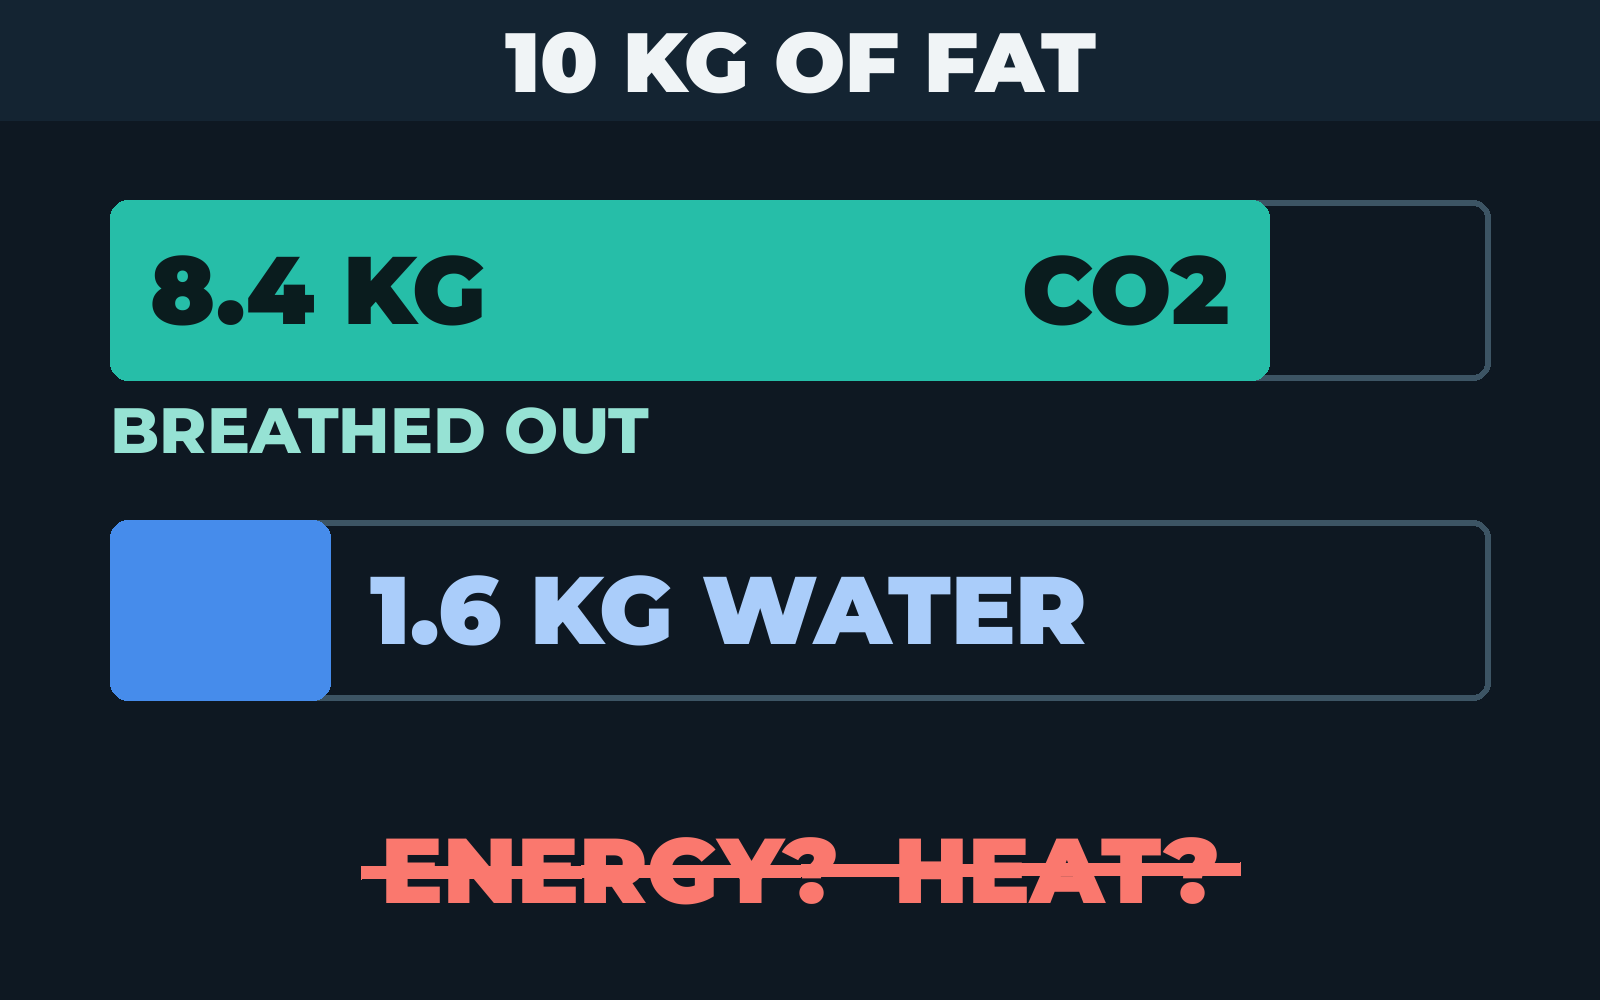 10 KG OF FAT
8.4 KG CO2
BREATHED OUT
1.6 KG WATER
ENERGY? HEAT?